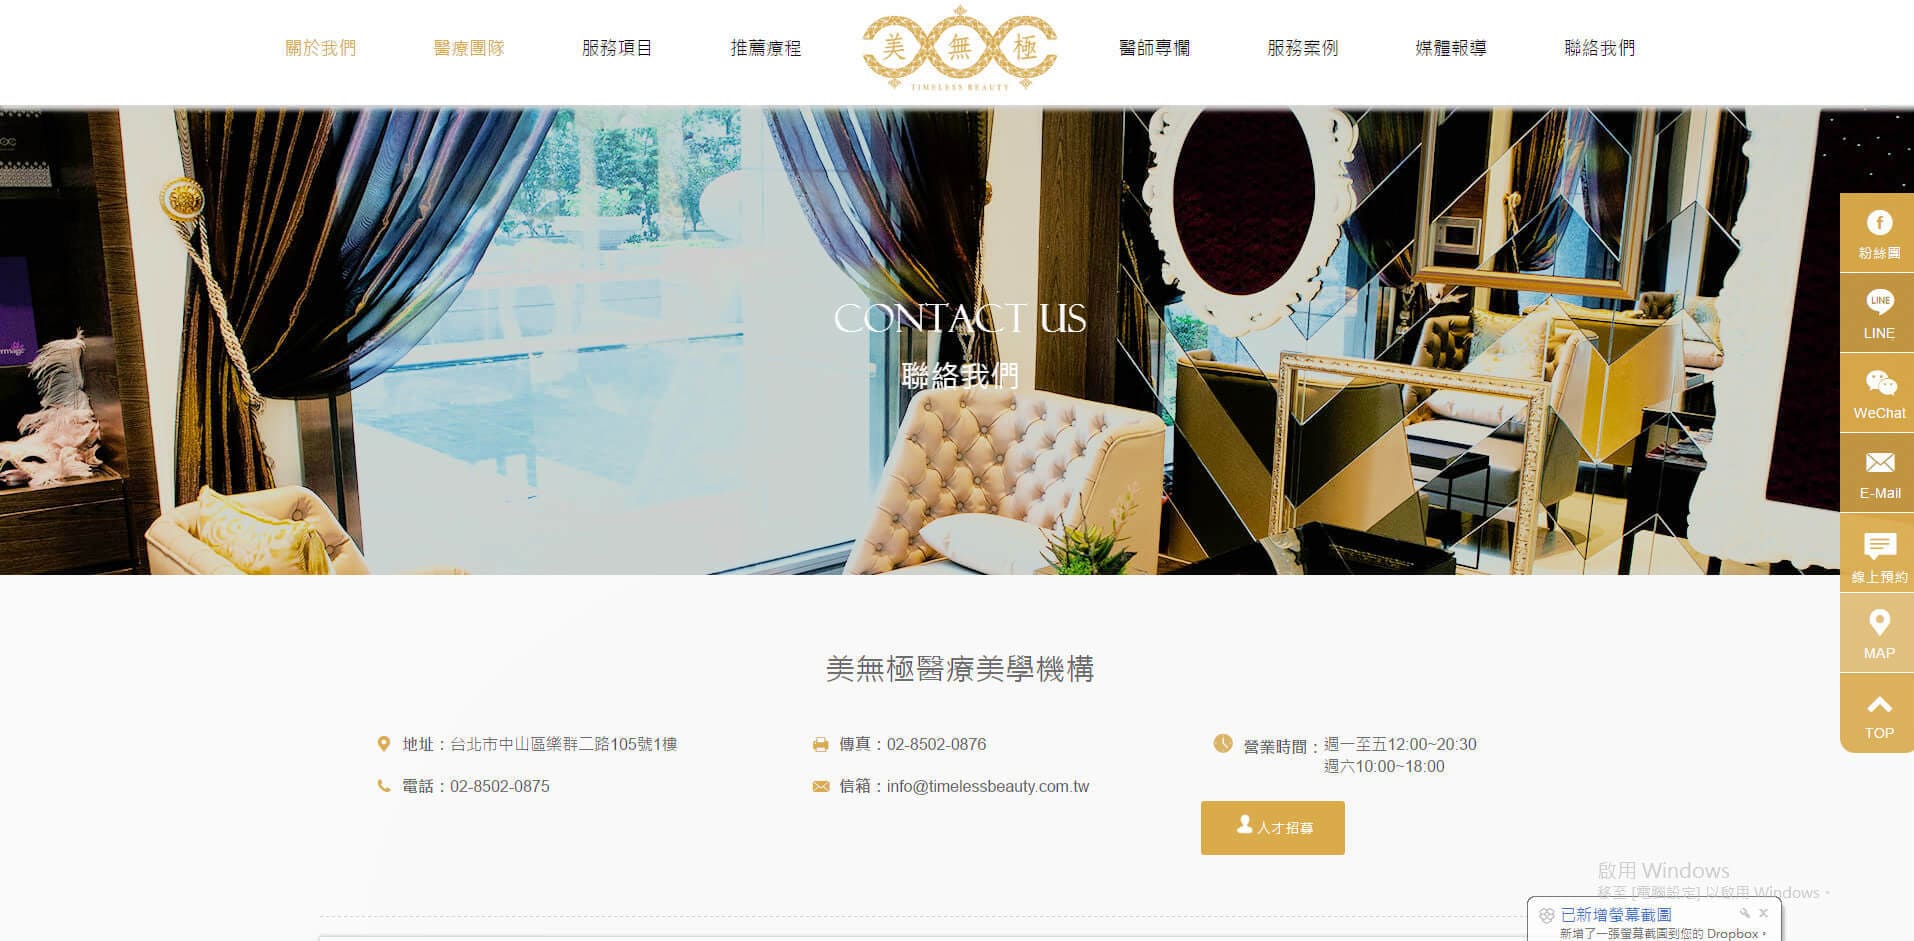 關於我們
醫療團隊
服務項目
推薦療程
美無極
TIMELESS BEAUTY
醫師專欄
服務案例
媒體報導
聯絡我們
CONTACT US
聯絡我們
粉絲團
LINE
LINE
WeChat
E-Mail
線上預約
MAP
TOP
美無極醫療美學機構
地址：台北市中山區樂群二路105號1樓
電話：02-8502-0875
傳真：02-8502-0876
信箱：info@timelessbeauty.com.tw
營業時間：週一至五12:00~20:30
週六10:00~18:00
人才招募
啟用 Windows
移至 [電腦設定] 以啟用 Windows。
已新增螢幕截圖
新增了一張螢幕截圖到您的 Dropbox。